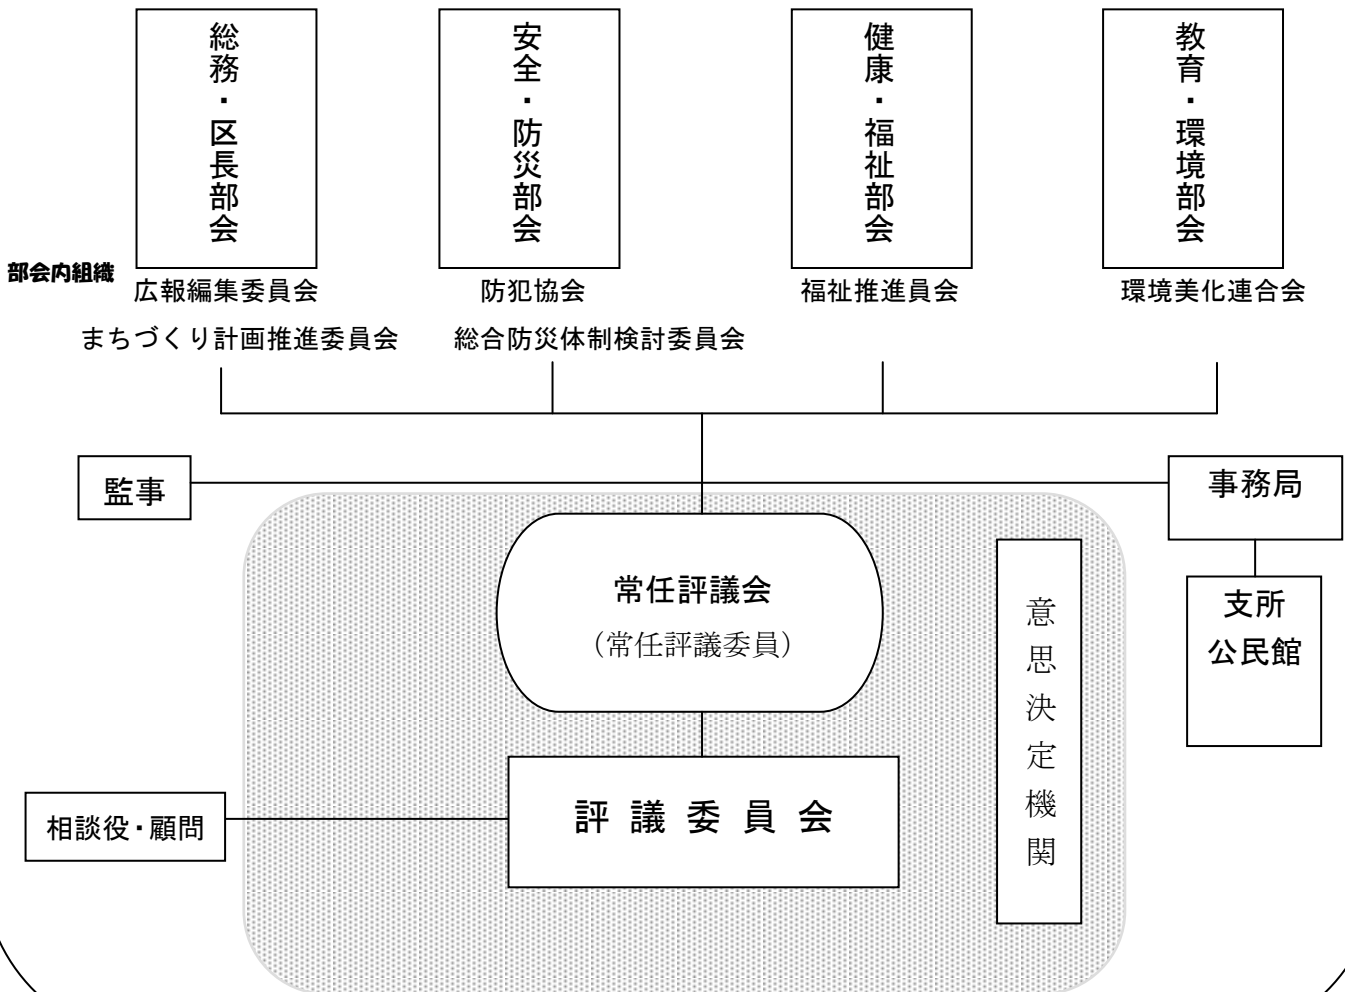 総務・区長部会
安全・防災部会
健康・福祉部会
教育・環境部会
部会内組織
広報編集委員会
防犯協会
福祉推進員会
環境美化連合会
まちづくり計画推進委員会
総合防災体制検討委員会
監事
事務局
常任評議会
（常任評議委員）
意思決定機関
支所
公民館
相談役・顧問
評議委員会